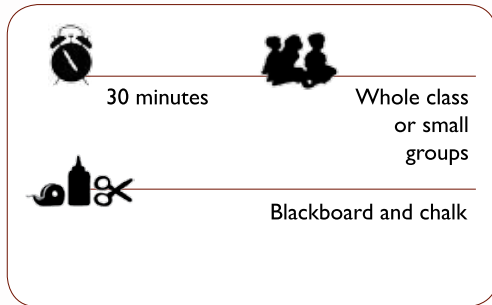 30 minutes
Whole class
or small
groups
Blackboard and chalk